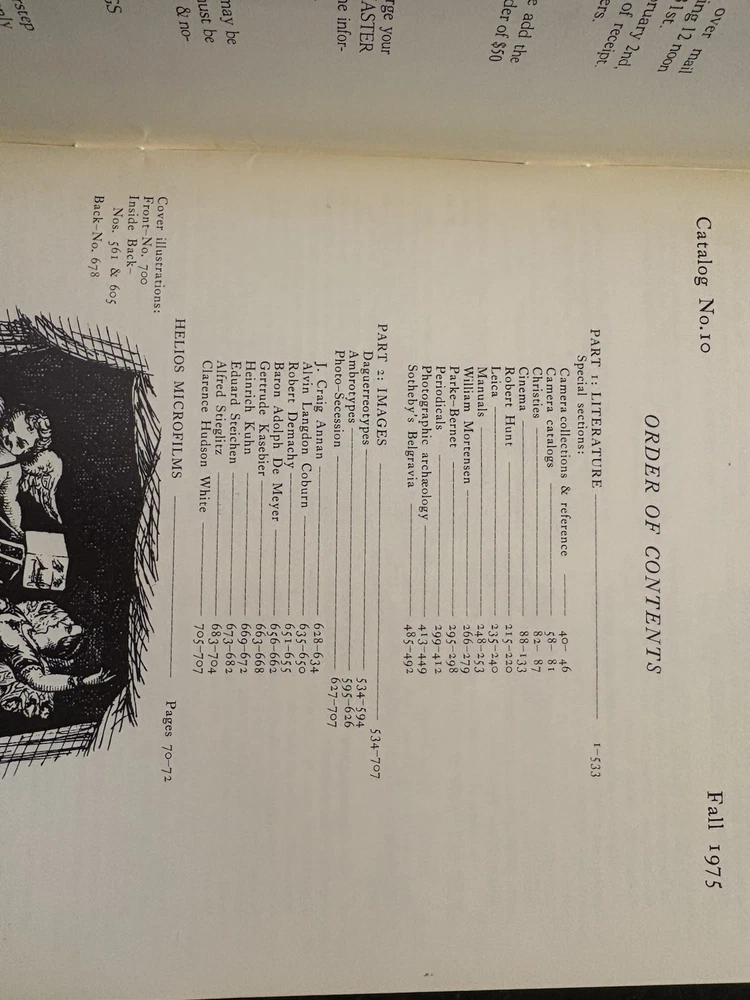 over mail
ing 12 noon
31st.
ruary 2nd,
of receipt.
ers.
e add the
der of $50
rge your
ASTER
ne infor-
may be
ust be
& no-
GS
rstep
nly
Catalog No.10
Fall 1975
ORDER OF CONTENTS
PART 1: LITERATURE 1-533
Special sections:
Camera collections & reference 40- 46
Camera catalogs 58- 81
Christies 82- 87
Cinema 88-133
Robert Hunt 215-220
Leica 235-240
Manuals 248-253
William Mortensen 266-279
Parke-Bernet 295-298
Periodicals 299-412
Photographic archæology 413-449
Sotheby's Belgravia 485-492
PART 2: IMAGES 534-707
Daguerreotypes 534-594
Ambrotypes 595-626
Photo-Secession 627-707
J. Craig Annan 628-634
Alvin Langdon Coburn 635-650
Robert Demachy 651-655
Baron Adolph De Meyer 656-662
Gertrude Kasebier 663-668
Heinrich Kuhn 669-672
Eduard Steichen 673-682
Alfred Stieglitz 683-704
Clarence Hudson White 705-707
HELIOS MICROFILMS Pages 70-72
Cover illustrations:
Front-No. 700
Inside Back-
Nos. 561 & 605
Back-No. 678